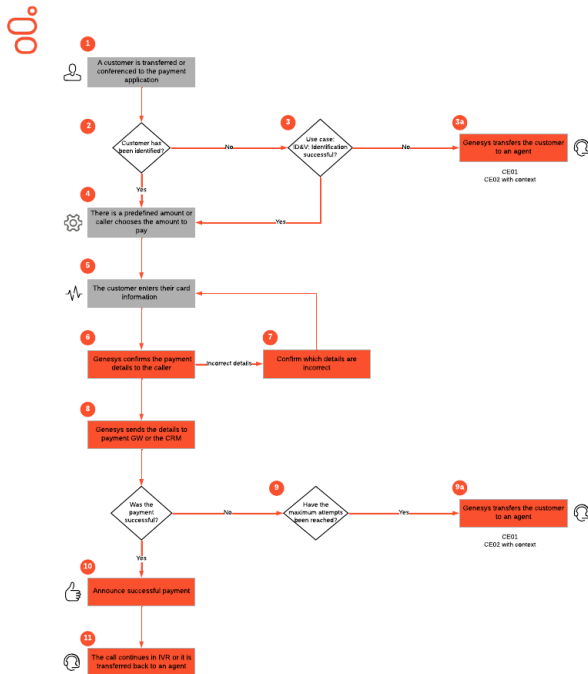 1
A customer is transferred or
conferenced to the payment
application
2
Customer has
been identified?
No
3
Use case:
ID&V: Identification
successful?
No
3a
Genesys transfers the customer
to an agent
CE01
CE02 with context
Yes
4
There is a predefined amount or
caller chooses the amount to
pay
Yes
5
The customer enters their card
information
6
Genesys confirms the payment
details to the caller
Incorrect details
7
Confirm which details are
incorrect
8
Genesys sends the details to
payment GW or the CRM
Was the
payment
successful?
No
9
Have the
maximum attempts
been reached?
Yes
9a
Genesys transfers the customer
to an agent
CE01
CE02 with context
Yes
10
Announce successful payment
11
The call continues in IVR or it is
transferred back to an agent